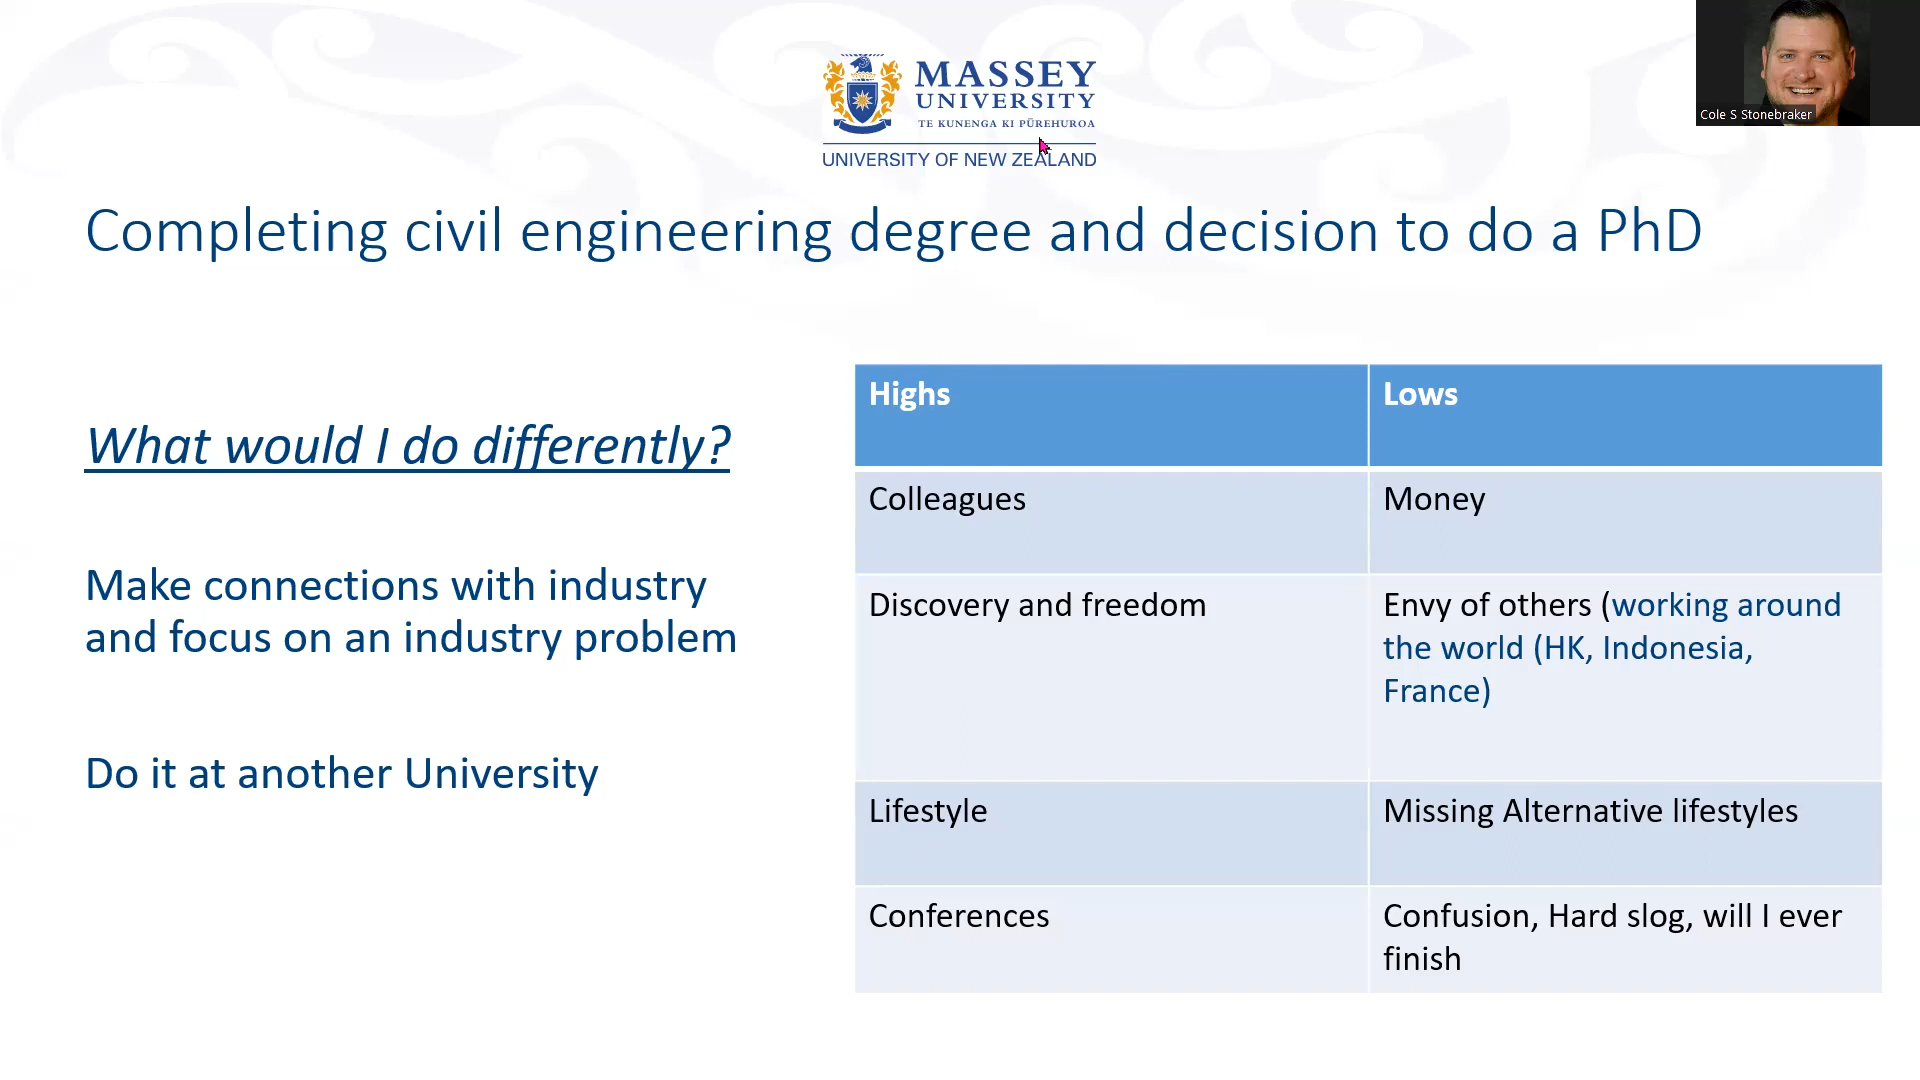 MASSEY
UNIVERSITY
TE KUNENGA KI PŪREHUROA
UNIVERSITY OF NEW ZEALAND
Cole S Stonebraker
Completing civil engineering degree and decision to do a PhD
What would I do differently?
Make connections with industry
and focus on an industry problem
Do it at another University
Highs
Lows
Colleagues
Money
Discovery and freedom
Envy of others (working around
the world (HK, Indonesia,
France)
Lifestyle
Missing Alternative lifestyles
Conferences
Confusion, Hard slog, will I ever
finish